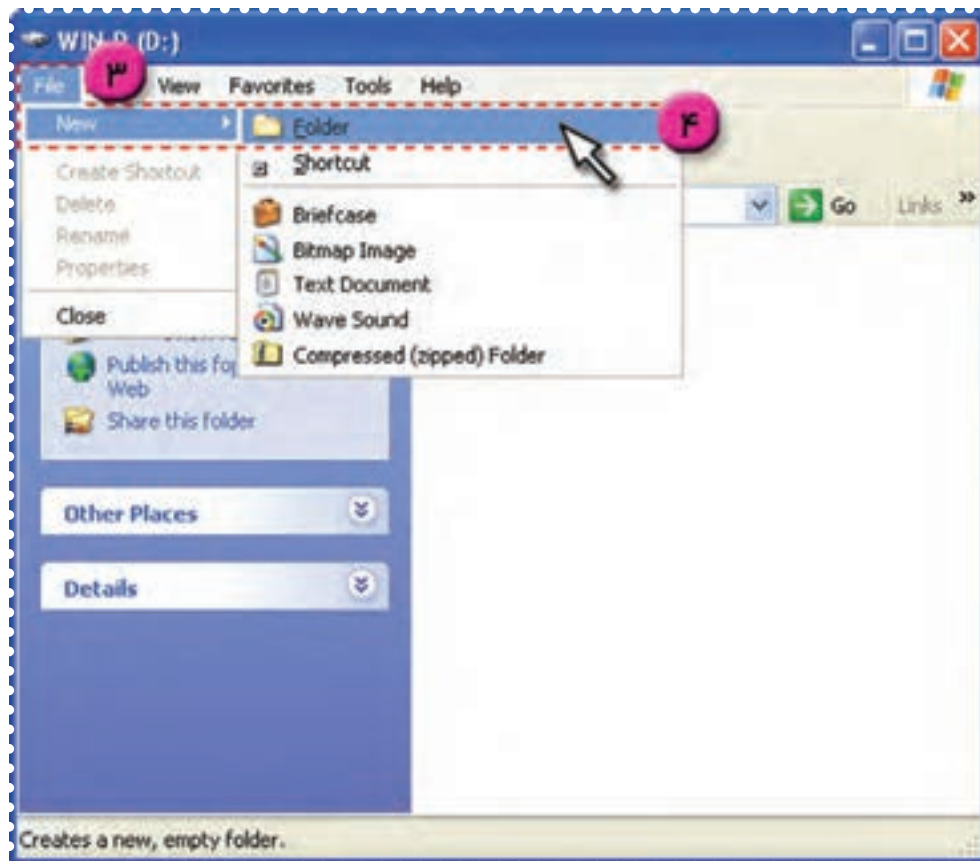 WIN-D (D:)
File ۳ View Favorites Tools Help
New Folder ۴
Create Shortcut Shortcut
Delete Briefcase Go Links »
Rename Bitmap Image
Properties Text Document
Close Wave Sound
Publish this Compressed (zipped) Folder
Web
Share this folder
Other Places
Details
Creates a new, empty folder.